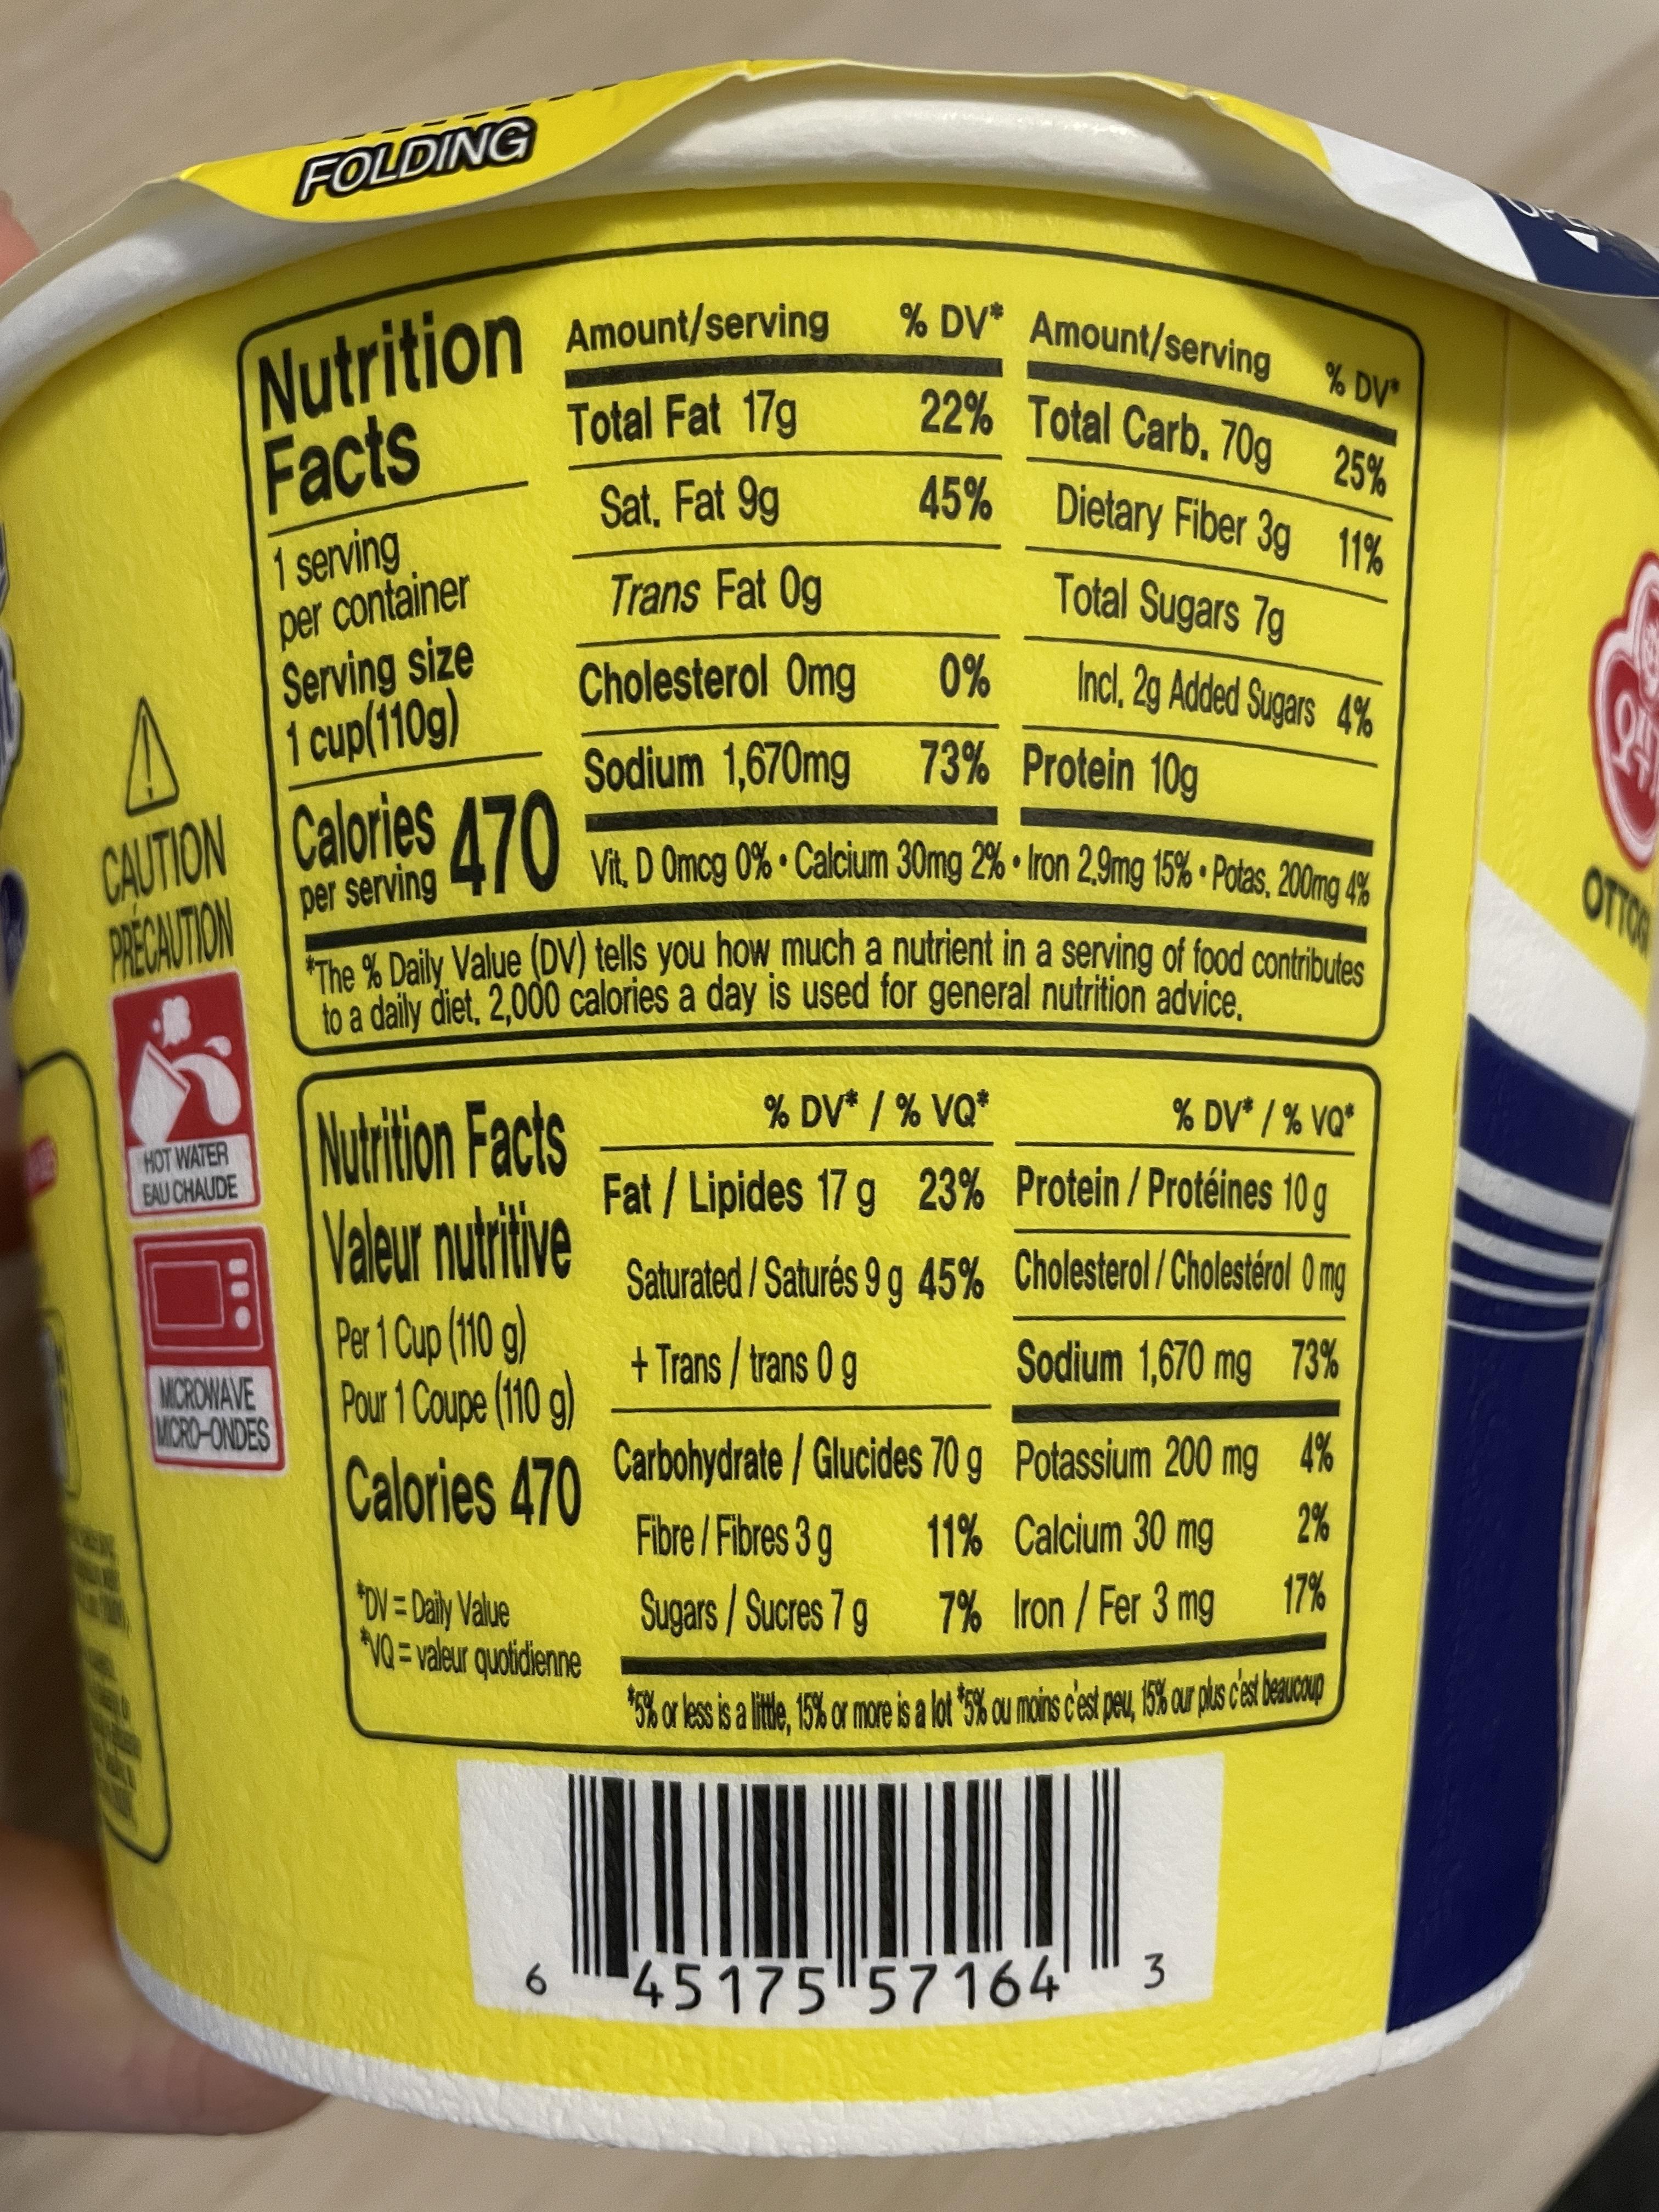 FOLDING
Nutrition
Facts
1 serving
per container
Serving size
1 cup(110g)
Calories 470
per serving
Amount/serving % DV*
Total Fat 17g 22%
Sat. Fat 9g 45%
Trans Fat 0g
Cholesterol 0mg 0%
Sodium 1,670mg 73%
Amount/serving % DV*
Total Carb. 70g 25%
Dietary Fiber 3g 11%
Total Sugars 7g
Incl. 2g Added Sugars 4%
Protein 10g
Vit. D 0mcg 0% • Calcium 30mg 2% • Iron 2.9mg 15% • Potas. 200mg 4%
*The % Daily Value (DV) tells you how much a nutrient in a serving of food contributes
to a daily diet. 2,000 calories a day is used for general nutrition advice.
CAUTION
PRÉCAUTION
HOT WATER
EAU CHAUDE
MICROWAVE
MICRO-ONDES
Nutrition Facts
Valeur nutritive
Per 1 Cup (110 g)
Pour 1 Coupe (110 g)
Calories 470
*DV = Daily Value
*VQ = valeur quotidienne
% DV* / % VQ*
Fat / Lipides 17 g 23%
Saturated / Saturés 9 g 45%
+ Trans / trans 0 g
Carbohydrate / Glucides 70 g
Fibre / Fibres 3 g 11%
Sugars / Sucres 7 g 7%
% DV* / % VQ*
Protein / Protéines 10 g
Cholesterol / Cholestérol 0 mg
Sodium 1,670 mg 73%
Potassium 200 mg 4%
Calcium 30 mg 2%
Iron / Fer 3 mg 17%
*5% or less is a little, 15% or more is a lot *5% ou moins c'est peu, 15% our plus c'est beaucoup
6 45175 57164 3